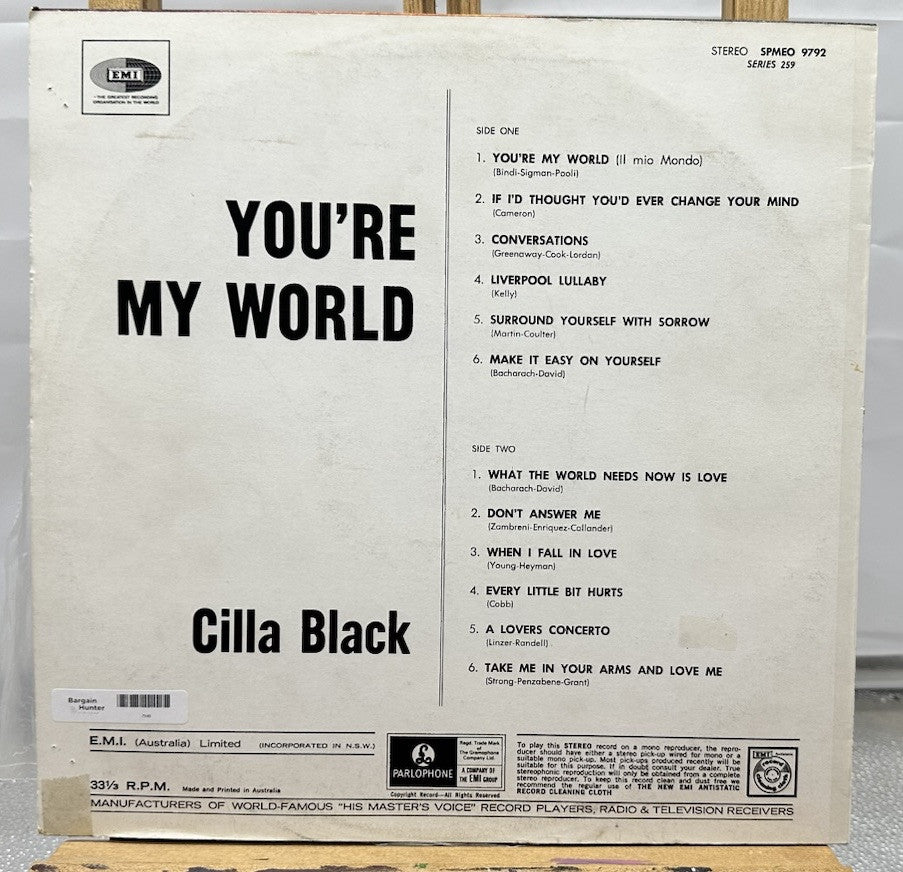 EMI
- THE GREATEST RECORDING
ORGANISATION IN THE WORLD
STEREO SPMEO 9792
SERIES 259
YOU'RE
MY WORLD
Cilla Black
SIDE ONE
1. YOU'RE MY WORLD (Il mio Mondo)
(Bindi-Sigman-Paoli)
2. IF I'D THOUGHT YOU'D EVER CHANGE YOUR MIND
(Cameron)
3. CONVERSATIONS
(Greenaway-Cook-Lordan)
4. LIVERPOOL LULLABY
(Kelly)
5. SURROUND YOURSELF WITH SORROW
(Martin-Coulter)
6. MAKE IT EASY ON YOURSELF
(Bacharach-David)
SIDE TWO
1. WHAT THE WORLD NEEDS NOW IS LOVE
(Bacharach-David)
2. DON'T ANSWER ME
(Zambreni-Enriquez-Callander)
3. WHEN I FALL IN LOVE
(Young-Heyman)
4. EVERY LITTLE BIT HURTS
(Cobb)
5. A LOVERS CONCERTO
(Linzer-Randell)
6. TAKE ME IN YOUR ARMS AND LOVE ME
(Strong-Penzabene-Grant)
Bargain
Hunter
E.M.I. (Australia) Limited (INCORPORATED IN N.S.W.)
33⅓ R.P.M. Made and Printed in Australia
PARLOPHONE
Regd. Trade Mark
of
The Gramophone
Company Ltd.
A COMPANY OF
THE EMI GROUP
Copyright Record—All Rights Reserved
To play this STEREO record on a mono reproducer, the repro-
ducer should have either a stereo pick-up wired for mono or a
suitable mono pick-up. Most pick-ups produced recently will be
suitable for this purpose. If in doubt consult your dealer. True
stereophonic reproduction will only be obtained from a complete
stereo reproducer. To keep this record clean and dust free we
recommend the regular use of THE NEW EMI ANTISTATIC
RECORD CLEANING CLOTH
EMI
record
cleaning cloth
MANUFACTURERS OF WORLD-FAMOUS "HIS MASTER'S VOICE" RECORD PLAYERS, RADIO & TELEVISION RECEIVERS